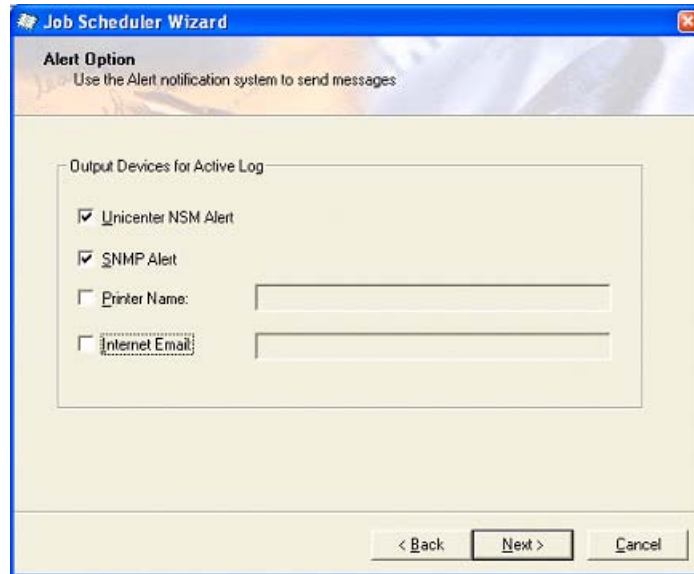 Job Scheduler Wizard
Alert Option
Use the Alert notification system to send messages
Output Devices for Active Log
Unicenter NSM Alert
SNMP Alert
Printer Name:
Internet Email:
< Back Next > Cancel